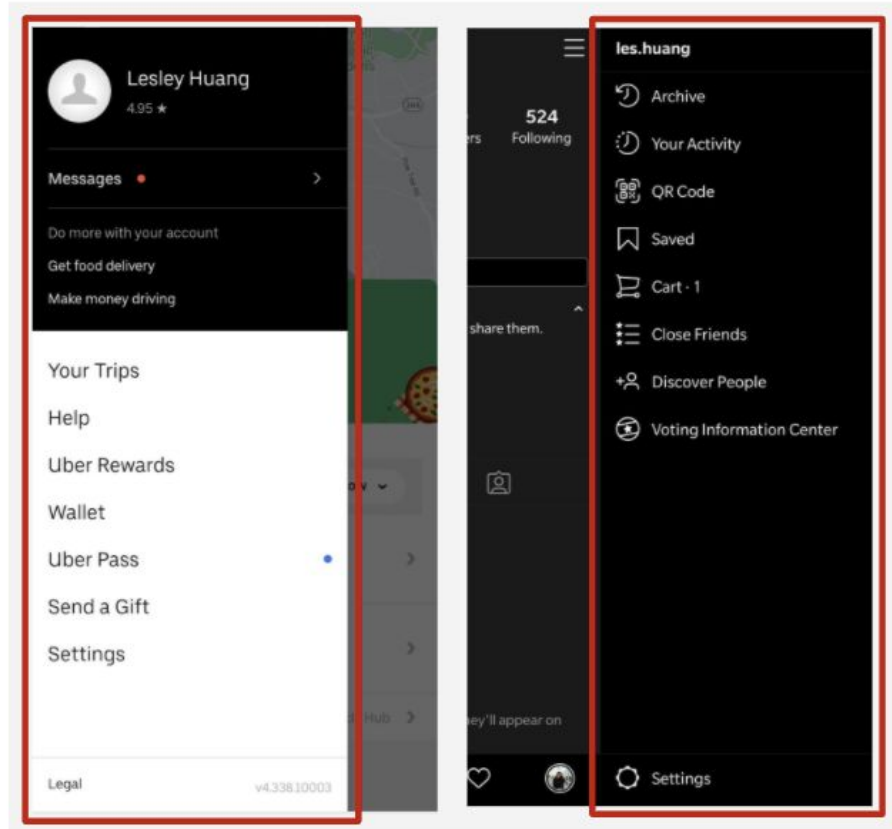 Lesley Huang
4.95 ★
Messages
Do more with your account
Get food delivery
Make money driving
Your Trips
Help
Uber Rewards
Wallet
Uber Pass
Send a Gift
Settings
Legal
v4.338.10003
Hub
524
Following
share them.
les.huang
Archive
Your Activity
QR Code
Saved
Cart · 1
Close Friends
Discover People
Voting Information Center
appear on
Settings